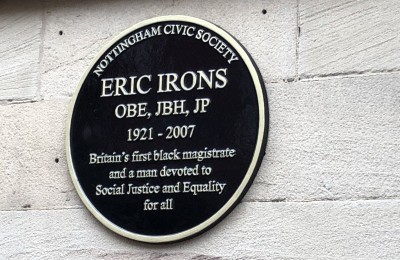 NOTTINGHAM CIVIC SOCIETY
ERIC IRONS
OBE, JBH, JP
1921 - 2007
Britain's first black magistrate
and a man devoted to
Social Justice and Equality
for all